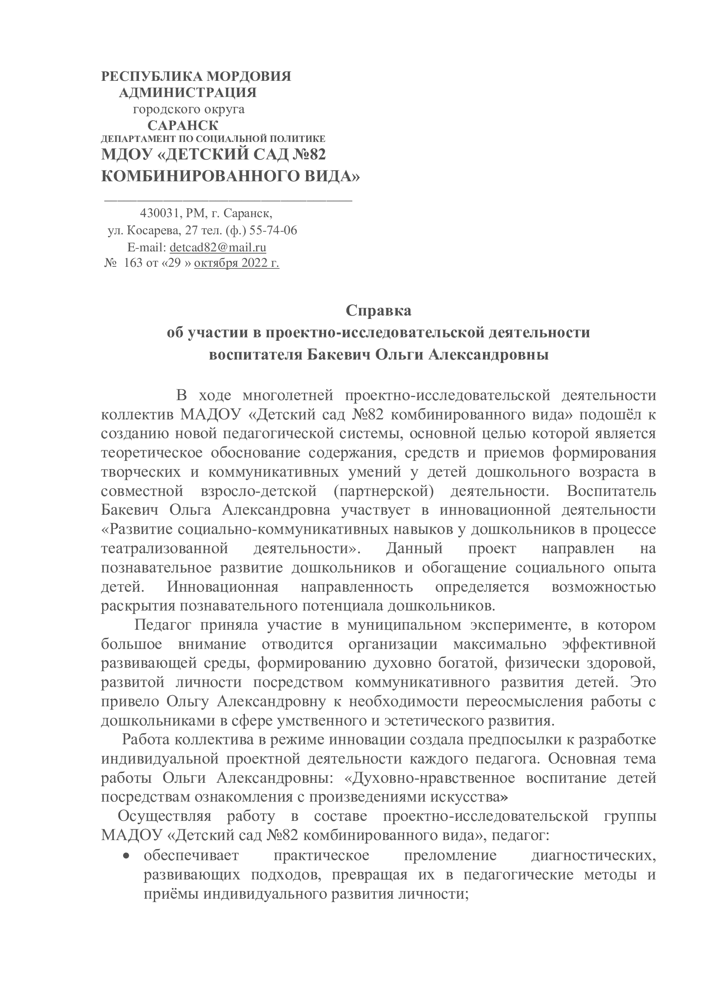 РЕСПУБЛИКА МОРДОВИЯ
АДМИНИСТРАЦИЯ
городского округа
САРАНСК
ДЕПАРТАМЕНТ ПО СОЦИАЛЬНОЙ ПОЛИТИКЕ
МДОУ «ДЕТСКИЙ САД №82
КОМБИНИРОВАННОГО ВИДА»
______________________________________
430031, РМ, г. Саранск,
ул. Косарева, 27 тел. (ф.) 55-74-06
E-mail: detcad82@mail.ru
№ 163 от «29 » октября 2022 г.
Справка
об участии в проектно-исследовательской деятельности
воспитателя Бакевич Ольги Александровны
В ходе многолетней проектно-исследовательской деятельности
коллектив МАДОУ «Детский сад №82 комбинированного вида» подошёл к
созданию новой педагогической системы, основной целью которой является
теоретическое обоснование содержания, средств и приемов формирования
творческих и коммуникативных умений у детей дошкольного возраста в
совместной взросло-детской (партнерской) деятельности. Воспитатель
Бакевич Ольга Александровна участвует в инновационной деятельности
«Развитие социально-коммуникативных навыков у дошкольников в процессе
театрализованной деятельности». Данный проект направлен на
познавательное развитие дошкольников и обогащение социального опыта
детей. Инновационная направленность определяется возможностью
раскрытия познавательного потенциала дошкольников.
Педагог приняла участие в муниципальном эксперименте, в котором
большое внимание отводится организации максимально эффективной
развивающей среды, формированию духовно богатой, физически здоровой,
развитой личности посредством коммуникативного развития детей. Это
привело Ольгу Александровну к необходимости переосмысления работы с
дошкольниками в сфере умственного и эстетического развития.
Работа коллектива в режиме инновации создала предпосылки к разработке
индивидуальной проектной деятельности каждого педагога. Основная тема
работы Ольги Александровны: «Духовно-нравственное воспитание детей
посредствам ознакомления с произведениями искусства»
Осуществляя работу в составе проектно-исследовательской группы
МАДОУ «Детский сад №82 комбинированного вида», педагог:
• обеспечивает практическое преломление диагностических,
развивающих подходов, превращая их в педагогические методы и
приёмы индивидуального развития личности;